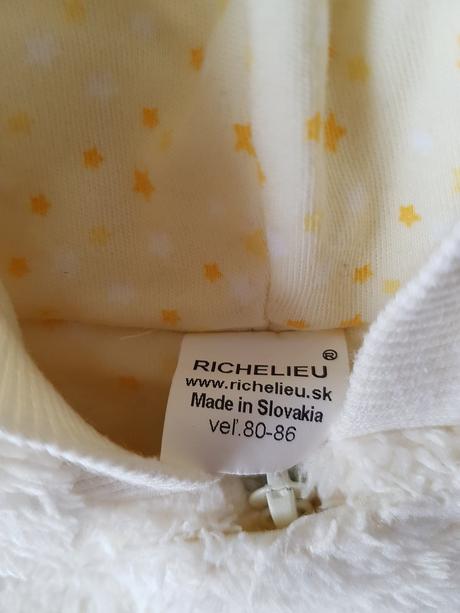 RICHELIEU ®
www.richelieu.sk
Made in Slovakia
veľ.80-86